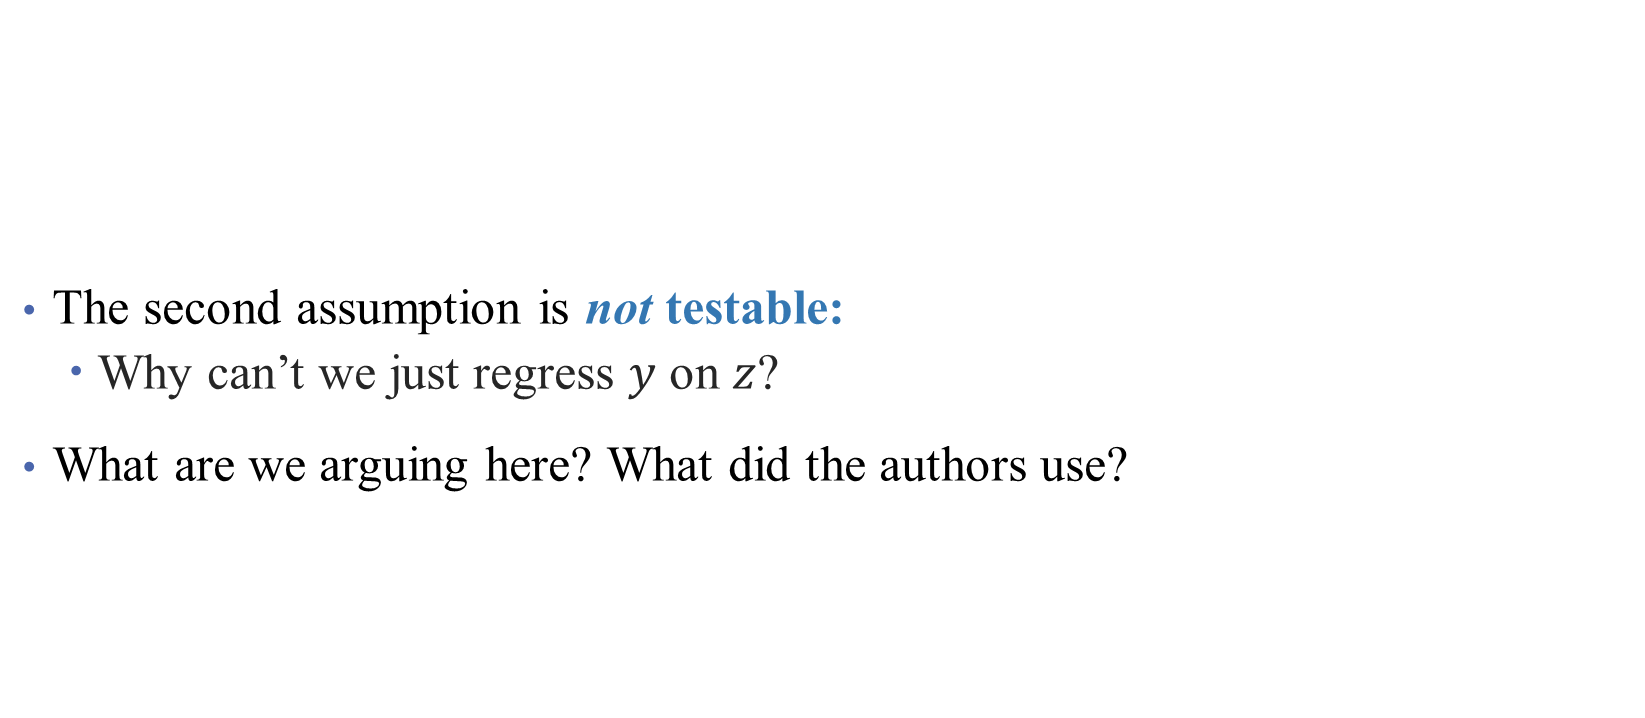 • The second assumption is not testable:
• Why can’t we just regress y on z?
• What are we arguing here? What did the authors use?